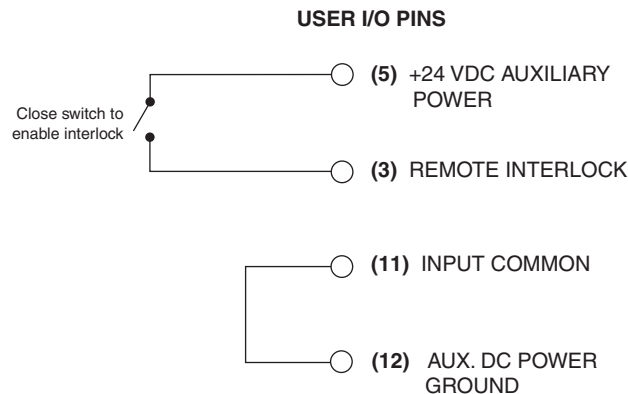 USER I/O PINS
(5) +24 VDC AUXILIARY
POWER
Close switch to
enable interlock
(3) REMOTE INTERLOCK
(11) INPUT COMMON
(12) AUX. DC POWER
GROUND